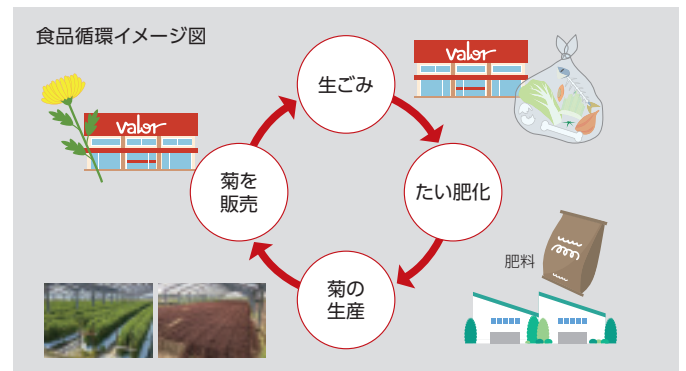 食品循環イメージ図
生ごみ
valor
valor
菊を
販売
たい肥化
肥料
菊の
生産